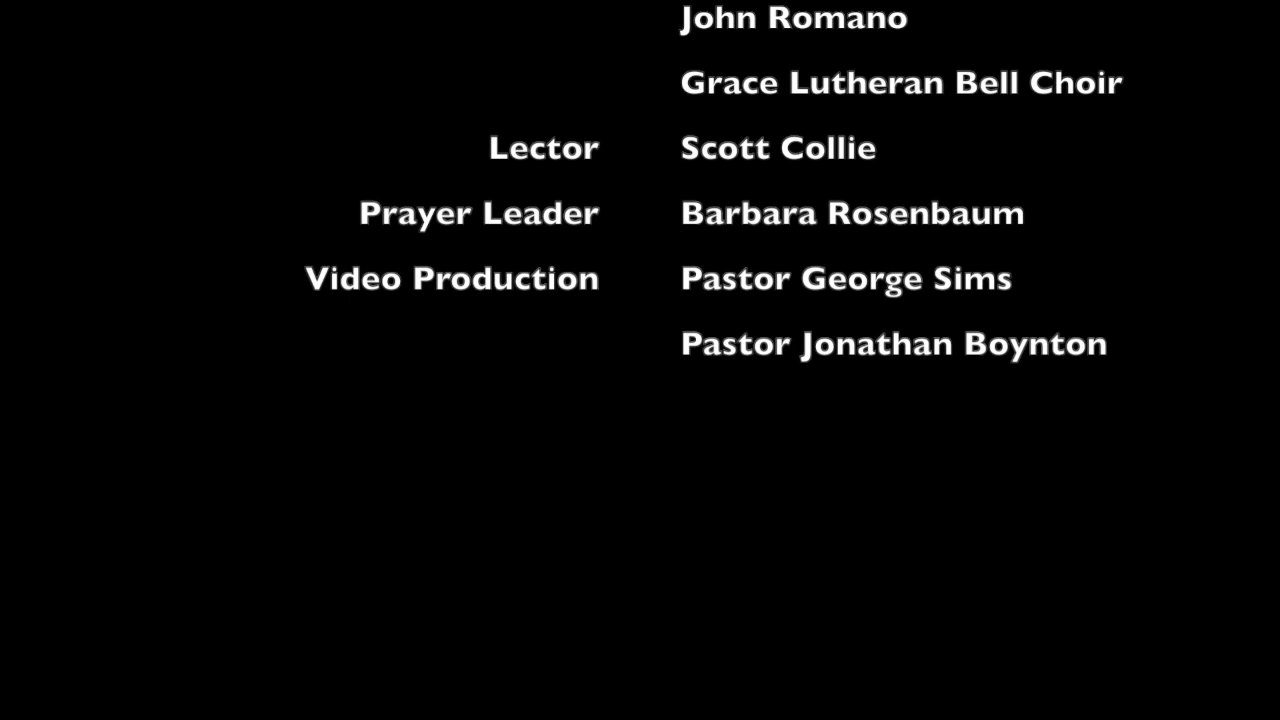 John Romano
Grace Lutheran Bell Choir
Lector Scott Collie
Prayer Leader Barbara Rosenbaum
Video Production Pastor George Sims
Pastor Jonathan Boynton